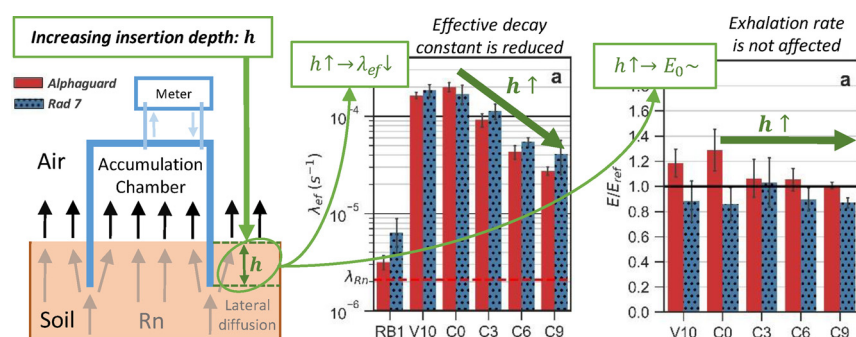 Increasing insertion depth: h
Alphaguard
Rad 7
Meter
Air
Accumulation
Chamber
h
Soil
Rn
Lateral
diffusion
Effective decay
constant is reduced
h↑→λef↓
a
h ↑
λef (s⁻¹)
10⁻⁴
10⁻⁵
λRn
10⁻⁶
RB1 V10 C0 C3 C6 C9
Exhalation rate
is not affected
h↑→E₀~
a
h ↑
E/Eref
1.6
1.4
1.2
1.0
0.8
0.6
0.4
0.2
0.0
V10 C0 C3 C6 C9